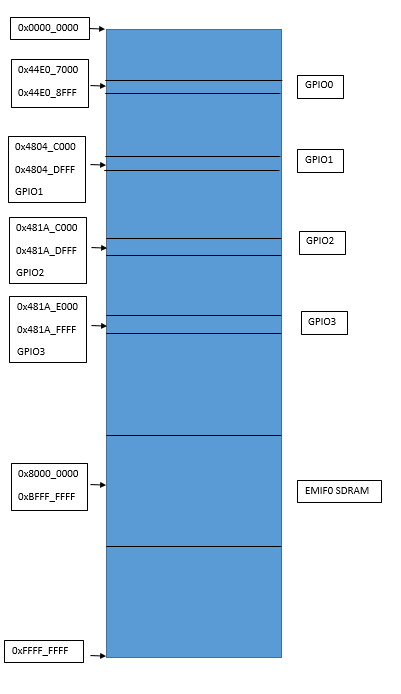 0x0000_0000
0x44E0_7000
0x44E0_8FFF
GPIO0
0x4804_C000
0x4804_DFFF
GPIO1
GPIO1
0x481A_C000
0x481A_DFFF
GPIO2
GPIO2
0x481A_E000
0x481A_FFFF
GPIO3
GPIO3
0x8000_0000
0xBFFF_FFFF
EMIF0 SDRAM
0xFFFF_FFFF